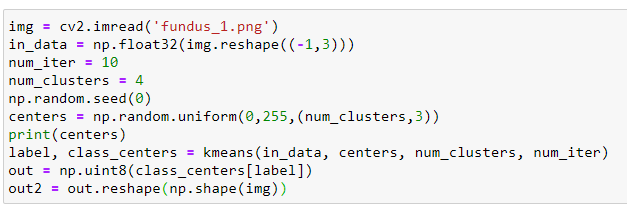 img = cv2.imread('fundus_1.png')
in_data = np.float32(img.reshape((-1,3)))
num_iter = 10
num_clusters = 4
np.random.seed(0)
centers = np.random.uniform(0,255,(num_clusters,3))
print(centers)
label, class_centers = kmeans(in_data, centers, num_clusters, num_iter)
out = np.uint8(class_centers[label])
out2 = out.reshape(np.shape(img))